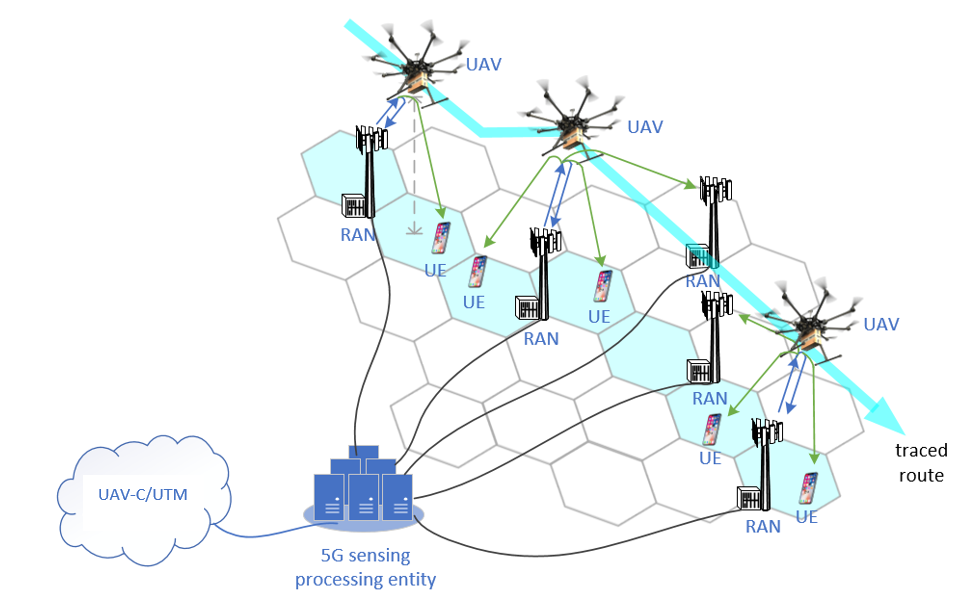 UAV
UAV
RAN
UE
UE
UE
RAN
RAN
UAV
RAN
UE
traced
route
UAV-C/UTM
RAN
UE
5G sensing
processing entity